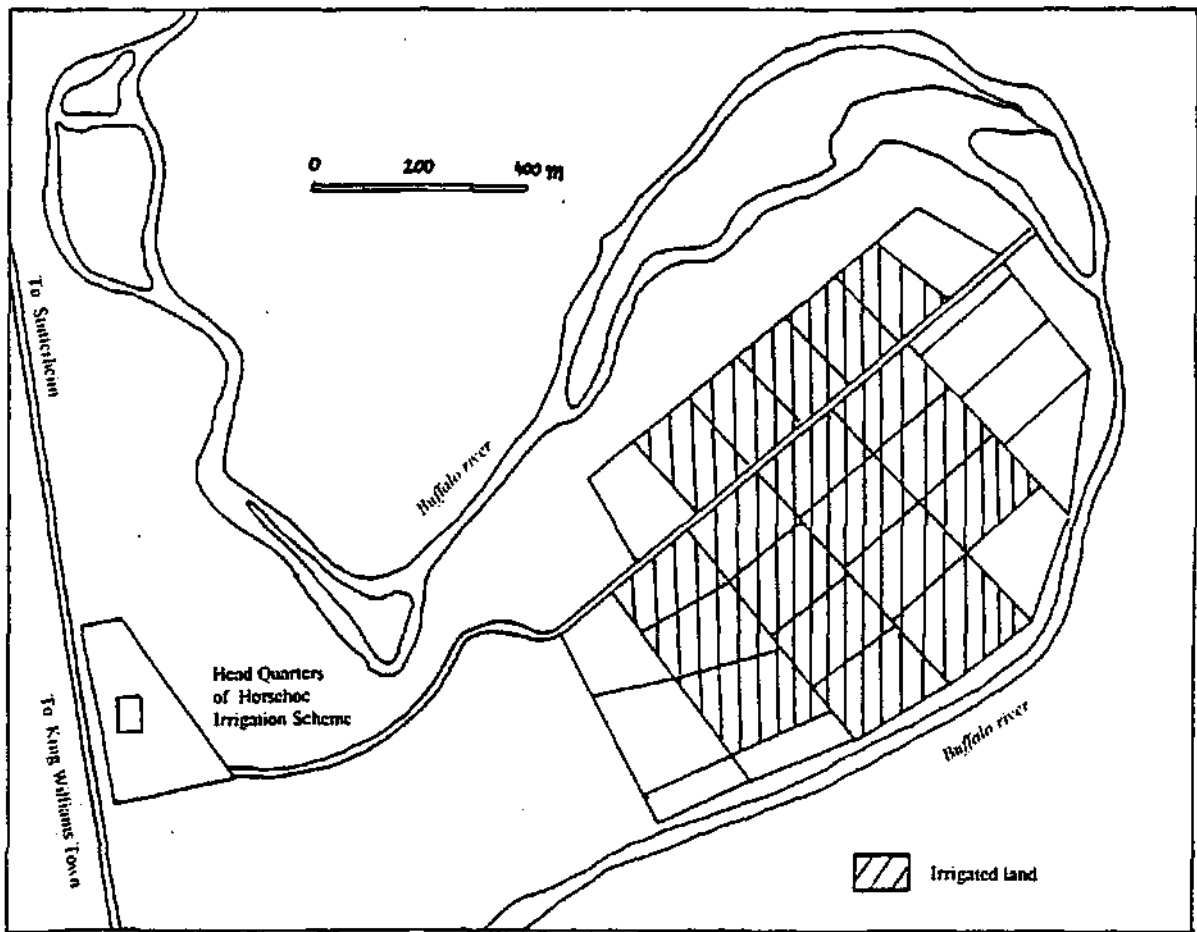 0 200 400 m
To Stutterheim
Buffalo river
Head Quarters
of Horseshoe
Irrigation Scheme
To King Williams Town
Buffalo river
Irrigated land